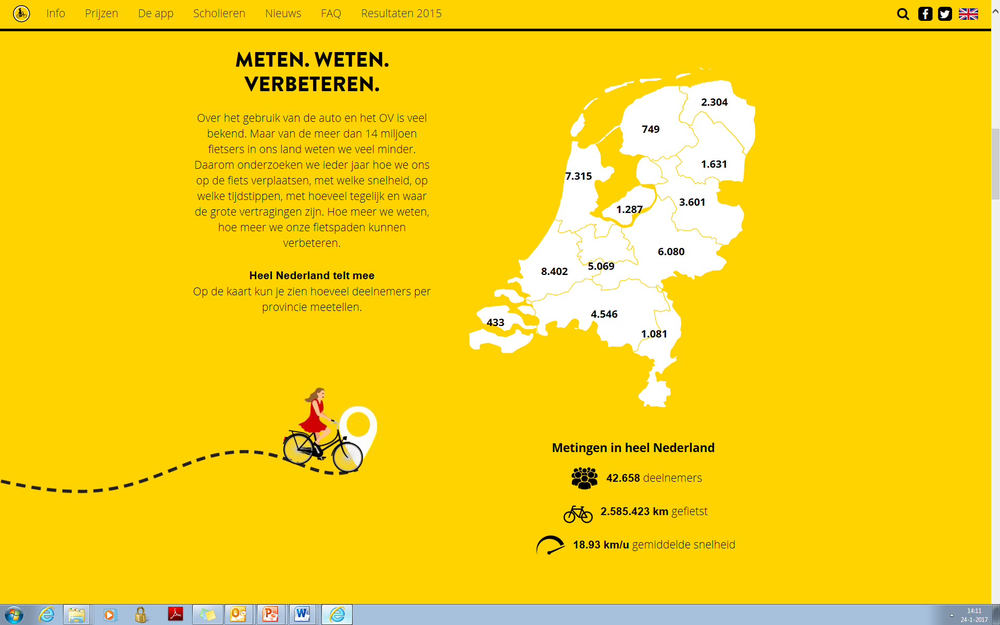 Info Prijzen De app Scholieren Nieuws FAQ Resultaten 2015
METEN. WETEN.
VERBETEREN.
Over het gebruik van de auto en het OV is veel
bekend. Maar van de meer dan 14 miljoen
fietsers in ons land weten we veel minder.
Daarom onderzoeken we ieder jaar hoe we ons
op de fiets verplaatsen, met welke snelheid, op
welke tijdstippen, met hoeveel tegelijk en waar
de grote vertragingen zijn. Hoe meer we weten,
hoe meer we onze fietspaden kunnen
verbeteren.
Heel Nederland telt mee
Op de kaart kun je zien hoeveel deelnemers per
provincie meetellen.
2.304
749
1.631
7.315
3.601
1.287
6.080
5.069
8.402
4.546
433
1.081
Metingen in heel Nederland
42.658 deelnemers
2.585.423 km gefietst
18.93 km/u gemiddelde snelheid
14:11
24-1-2017